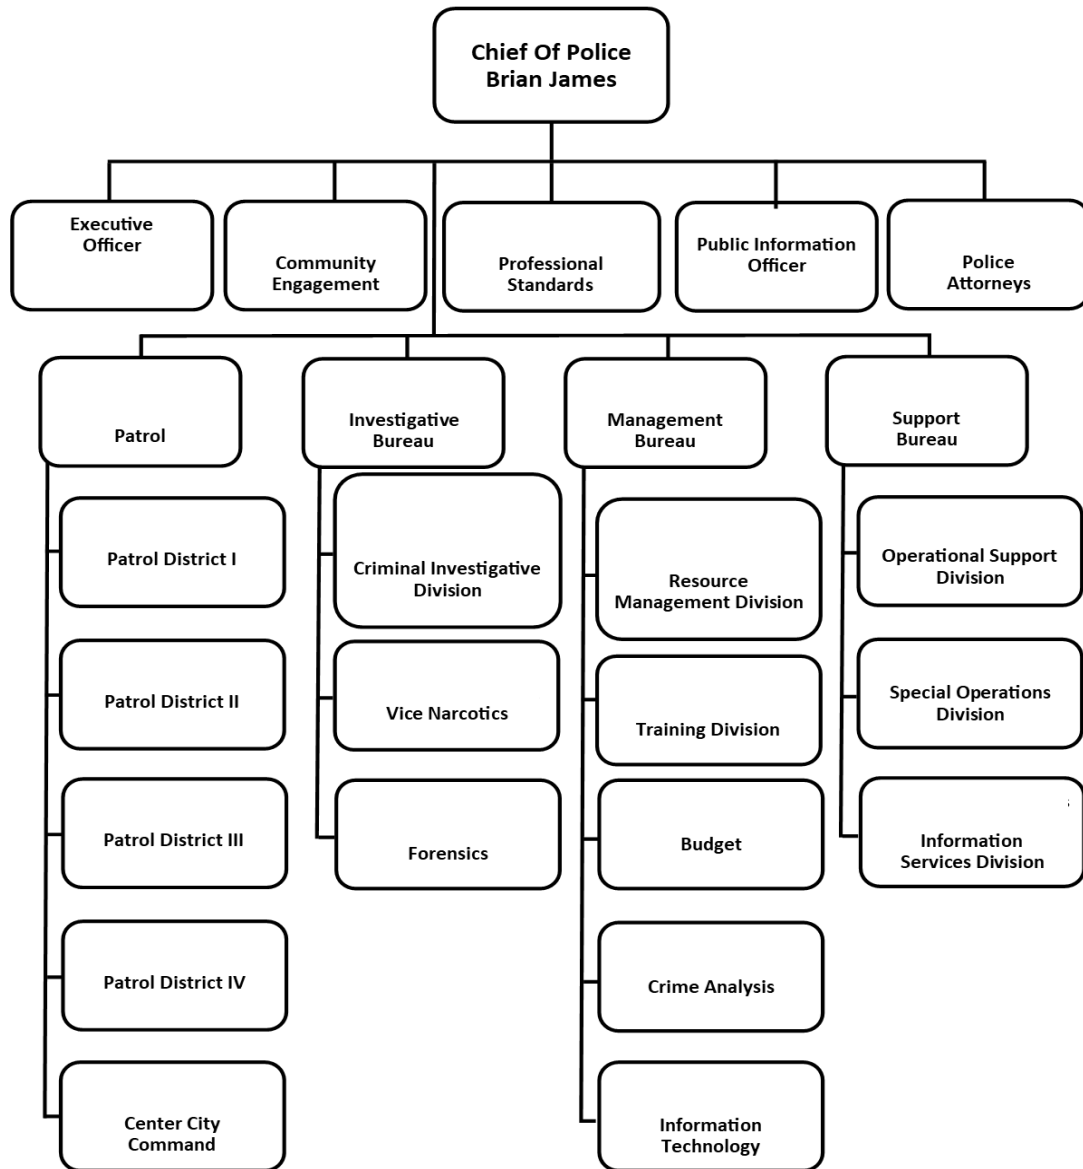 Chief Of Police
Brian James
Executive
Officer
Community
Engagement
Professional
Standards
Public Information
Officer
Police
Attorneys
Patrol
Investigative
Bureau
Management
Bureau
Support
Bureau
Patrol District I
Patrol District II
Patrol District III
Patrol District IV
Center City
Command
Criminal Investigative
Division
Vice Narcotics
Forensics
Resource
Management Division
Training Division
Budget
Crime Analysis
Information
Technology
Operational Support
Division
Special Operations
Division
Information
Services Division